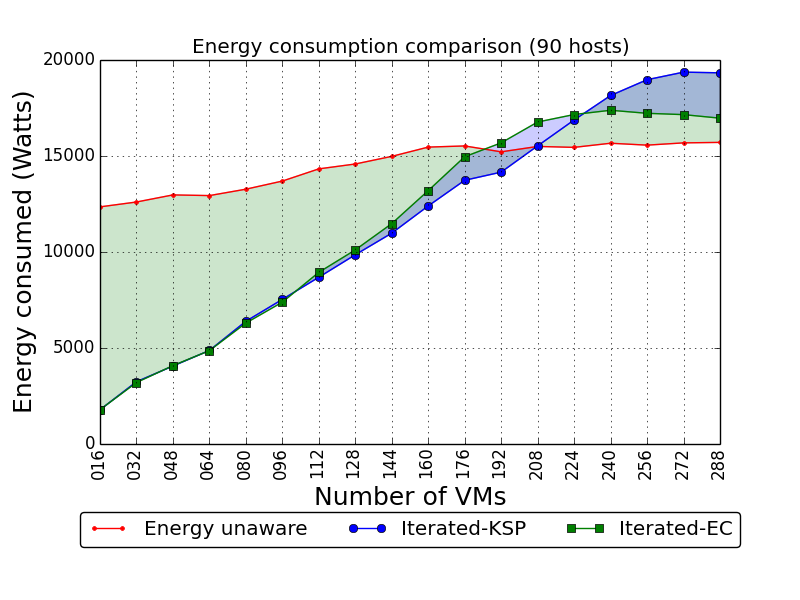 Energy consumption comparison (90 hosts)
20000
15000
10000
5000
0
Energy consumed (Watts)
016 032 048 064 080 096 112 128 144 160 176 192 208 224 240 256 272 288
Number of VMs
Energy unaware Iterated-KSP Iterated-EC